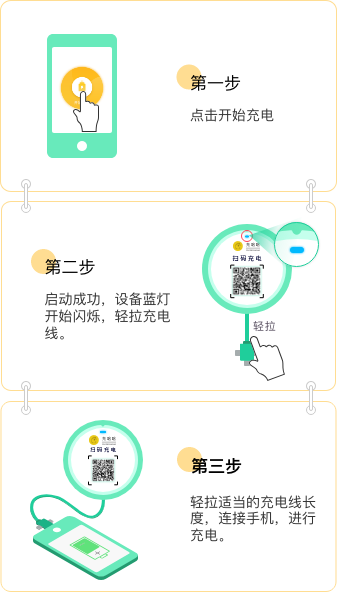 第一步
点击开始充电
第二步
启动成功，设备蓝灯
开始闪烁，轻拉充电
线。
扫码充电
轻拉
扫码充电
第三步
轻拉适当的充电线长
度，连接手机，进行
充电。